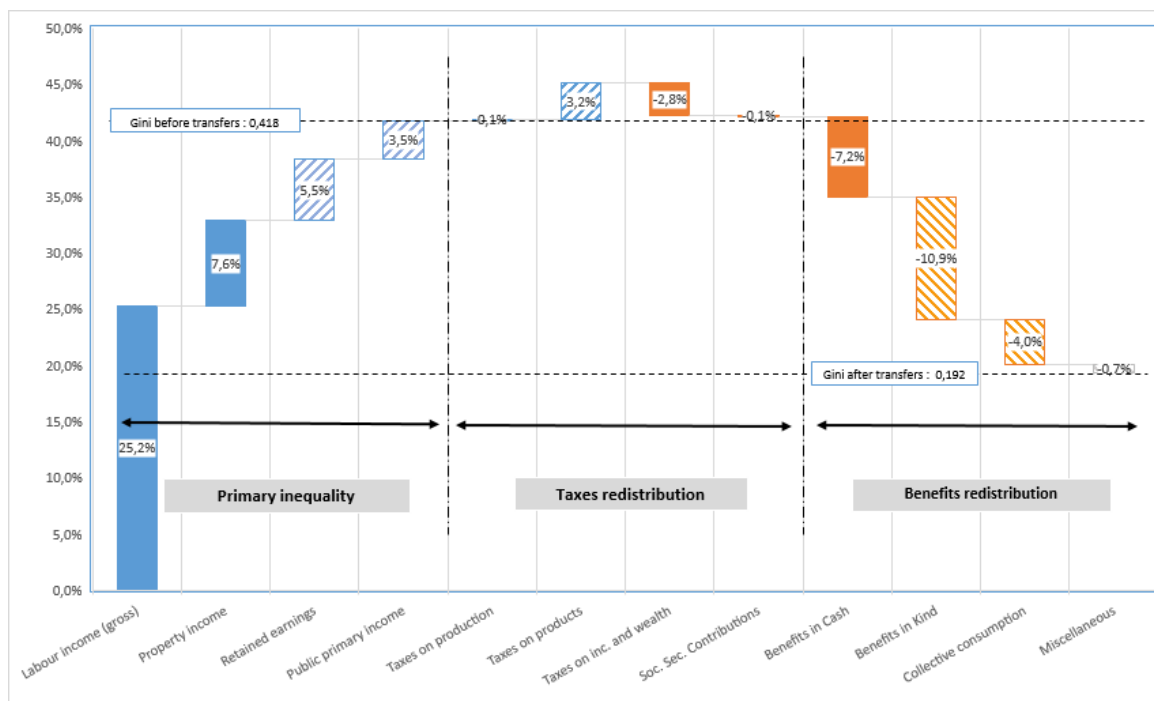 50,0%
45,0%
40,0%
35,0%
30,0%
25,0%
20,0%
15,0%
10,0%
5,0%
0,0%
Gini before transfers : 0,418
25,2%
7,6%
5,5%
3,5%
0,1%
3,2%
-2,8%
-0,1%
-7,2%
-10,9%
-4,0%
-0,7%
Gini after transfers : 0,192
Primary inequality
Taxes redistribution
Benefits redistribution
Labour income (gross)
Property income
Retained earnings
Public primary income
Taxes on production
Taxes on products
Taxes on inc. and wealth
Soc. Sec. Contributions
Benefits in Cash
Benefits in Kind
Collective consumption
Miscellaneous